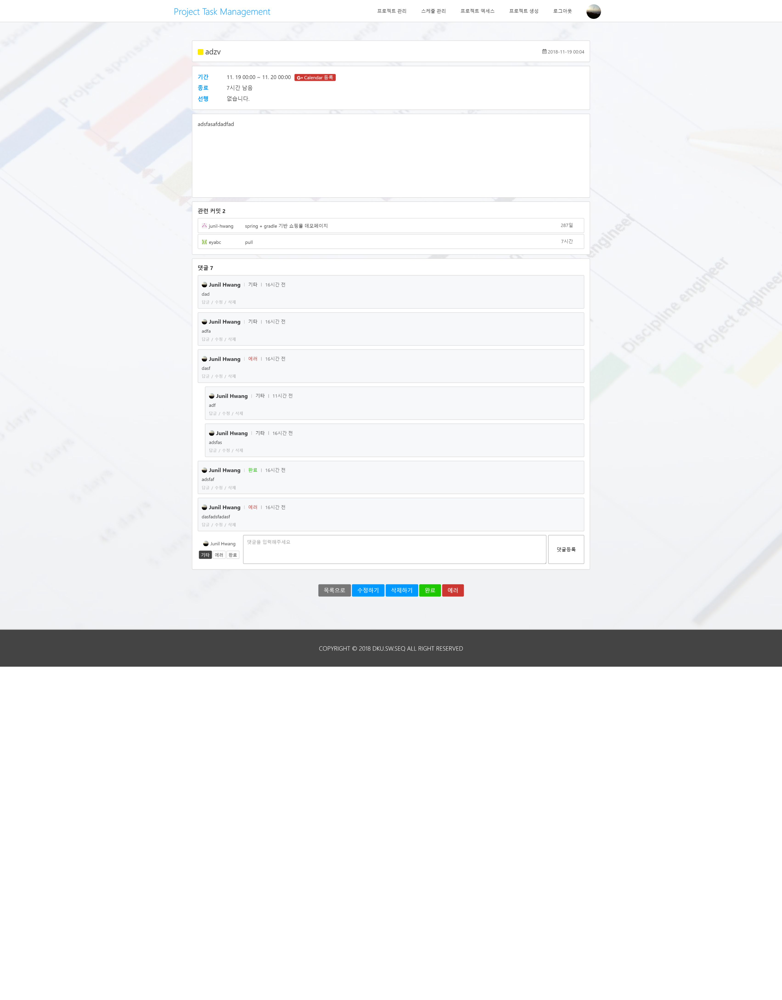 Project Task Management
프로젝트 관리 스케쥴 관리 프로젝트 엑세스 프로젝트 생성 로그아웃
adzv 2018-11-19 00:04
기간 11. 19 00:00 ~ 11. 20 00:00 G+ Calendar 등록
종료 7시간 남음
선행 없습니다.
adsfasafdadfad
관련 커밋 2
junil-hwang spring + gradle 기반 쇼핑몰 데모페이지 287일
eyabc pull 7시간
댓글 7
Junil Hwang | 기타 | 16시간 전
dad
답글 / 수정 / 삭제
Junil Hwang | 기타 | 16시간 전
adfa
답글 / 수정 / 삭제
Junil Hwang | 에러 | 16시간 전
dasf
답글 / 수정 / 삭제
Junil Hwang | 기타 | 11시간 전
adf
답글 / 수정 / 삭제
Junil Hwang | 기타 | 16시간 전
adsfas
답글 / 수정 / 삭제
Junil Hwang | 완료 | 16시간 전
adsfaf
답글 / 수정 / 삭제
Junil Hwang | 에러 | 16시간 전
dasfadsfadasf
답글 / 수정 / 삭제
Junil Hwang
기타 에러 완료
댓글을 입력해주세요
댓글등록
목록으로 수정하기 삭제하기 완료 에러
COPYRIGHT © 2018 DKU.SW.SEQ ALL RIGHT RESERVED
Project sponsor
Discipline engineer
Project engineer
10 days
5 days
45 days